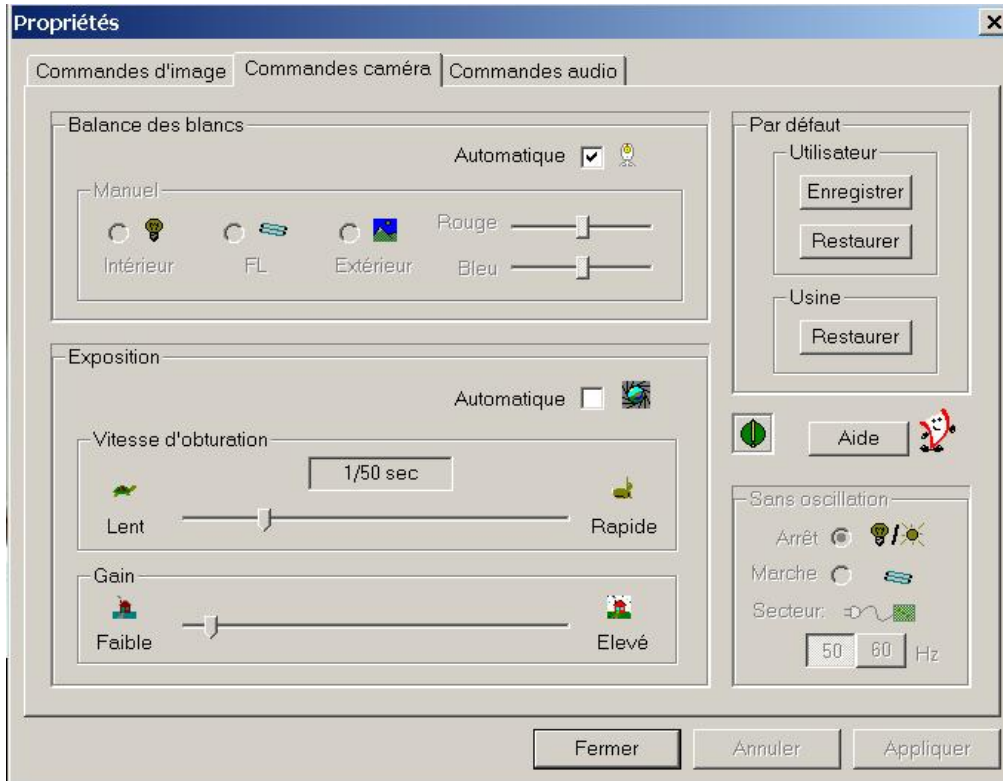 Propriétés
Commandes d'image
Commandes caméra
Commandes audio
Balance des blancs
Automatique
Manuel
Intérieur
FL
Extérieur
Rouge
Bleu
Exposition
Automatique
Vitesse d'obturation
1/50 sec
Lent
Rapide
Gain
Faible
Elevé
Par défaut
Utilisateur
Enregistrer
Restaurer
Usine
Restaurer
Aide
Sans oscillation
Arrêt
Marche
Secteur:
50 60 Hz
Fermer
Annuler
Appliquer